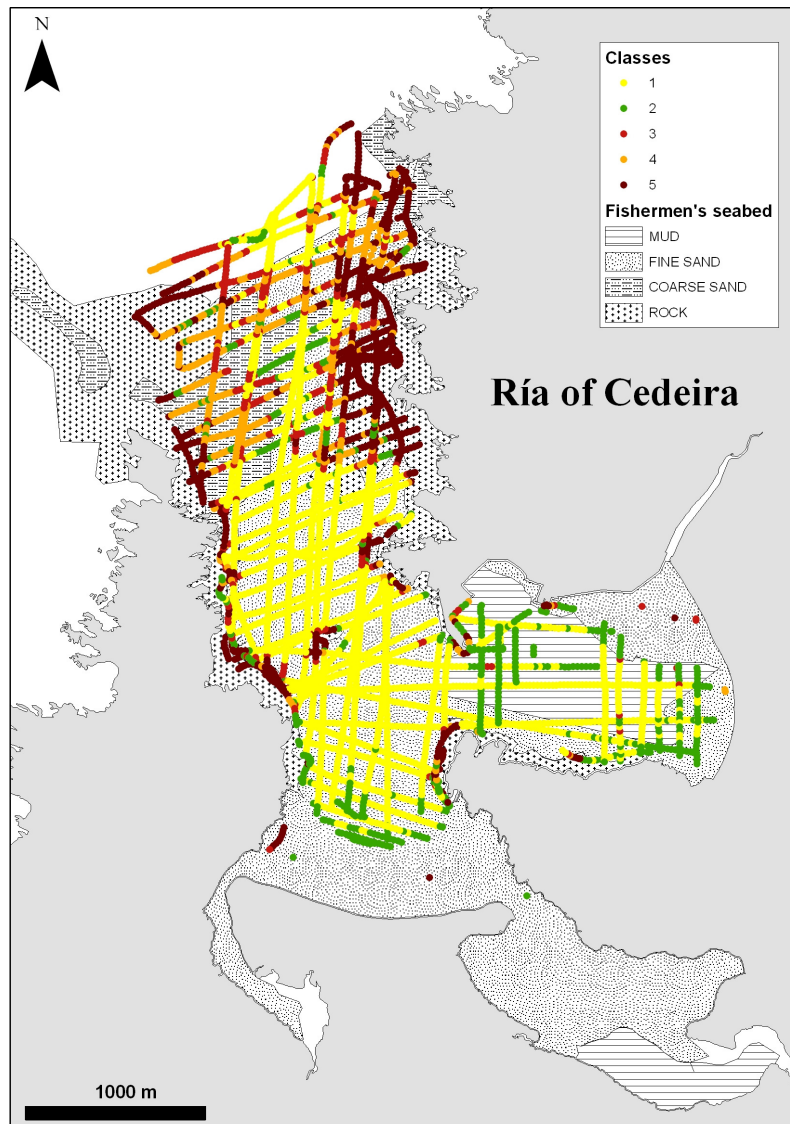 N
Classes
1
2
3
4
5
Fishermen's seabed
MUD
FINE SAND
COARSE SAND
ROCK
Ría of Cedeira
1000 m